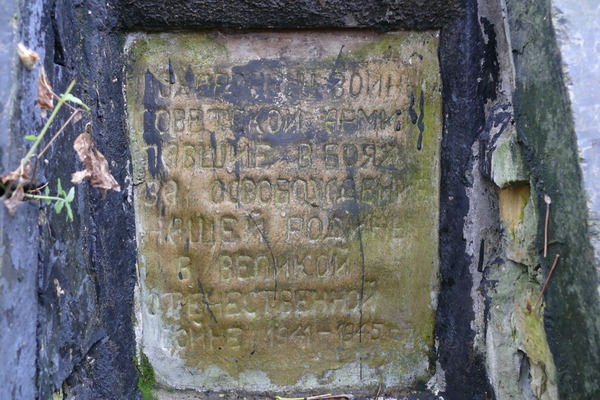 ВОИНЫ
СОВЕТСКОЙ АРМИИ
ПАВШИЕ В БОЯХ
ЗА ОСВОБОЖДЕНИЕ
НАШЕЙ РОДИНЫ
В ВЕЛИКОЙ
ОТЕЧЕСТВЕННОЙ
ВОЙНЕ 1941-1945